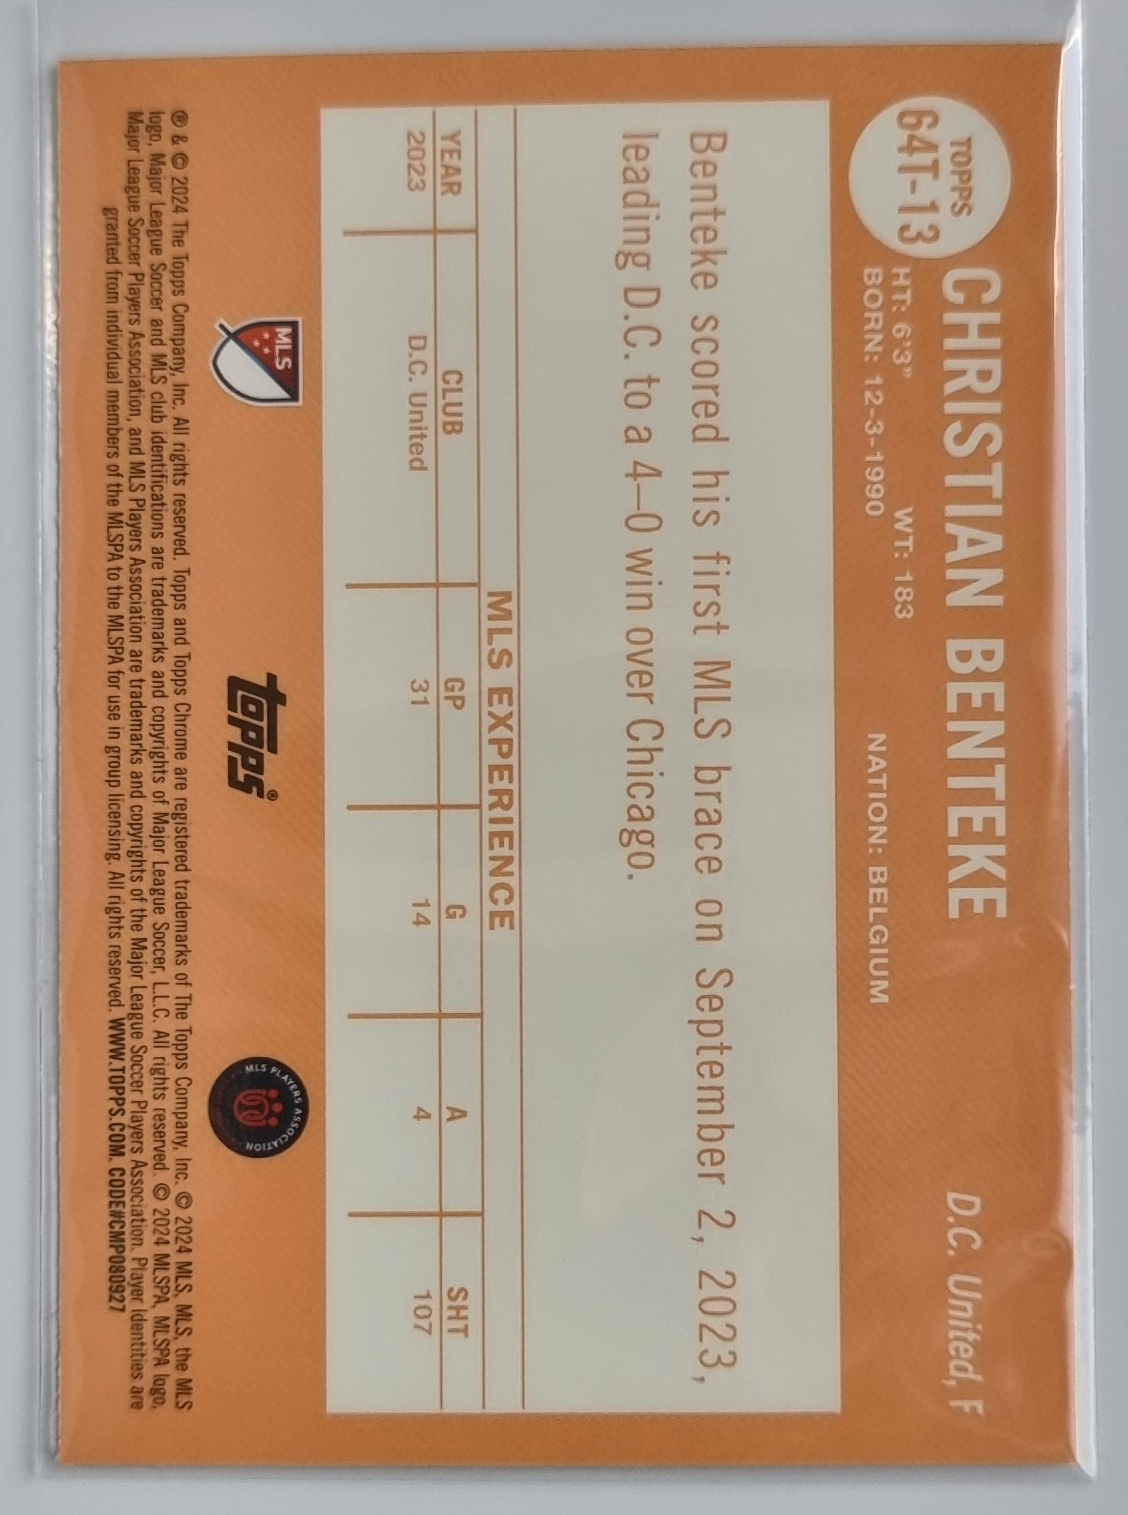 TOPPS
64T-13
CHRISTIAN BENTEKE
D.C. United, F
HT: 6'3" WT: 183
BORN: 12-3-1990 NATION: BELGIUM
Benteke scored his first MLS brace on September 2, 2023,
leading D.C. to a 4–0 win over Chicago.
MLS EXPERIENCE
YEAR CLUB GP G A SHT
2023 D.C. United 31 14 4 107
MLS
topps®
MLS PLAYERS ASSOCIATION
® & © 2024 The Topps Company, Inc. All rights reserved. Topps and Topps Chrome are registered trademarks of The Topps Company, Inc. © 2024 MLS, MLS, the MLS
logo, Major League Soccer and MLS club identifications are trademarks and copyrights of Major League Soccer, L.L.C. All rights reserved. © 2024 MLSPA, MLSPA logo,
Major League Soccer Players Association, and MLS Players Association are trademarks and copyrights of the Major League Soccer Players Association. Player Identities are
granted from individual members of the MLSPA to the MLSPA for use in group licensing. All rights reserved. WWW.TOPPS.COM. CODE#CMP080927